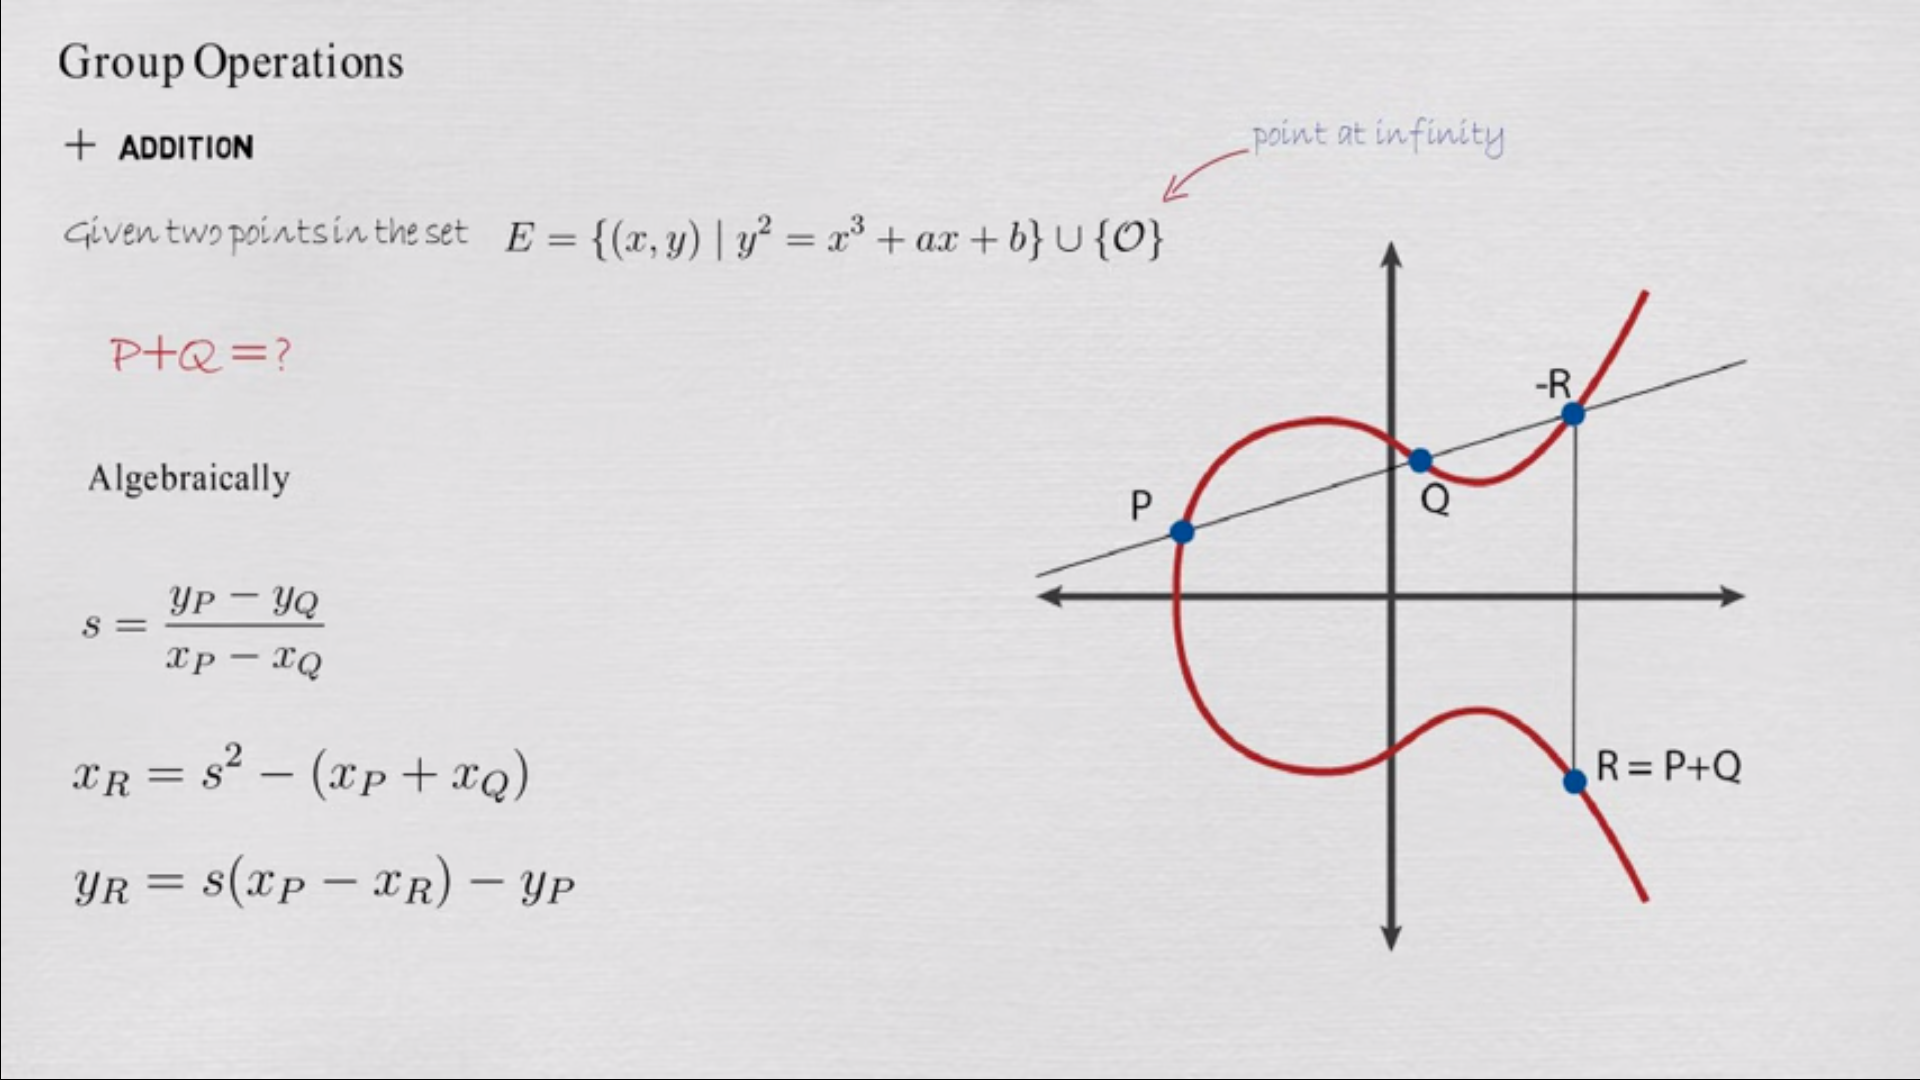 Group Operations
+ ADDITION
point at infinity
Given two points in the set E = {(x, y) | y² = x³ + ax + b} ∪ {𝒪}
P+Q=?
-R
P
Q
Algebraically
s = (y_P − y_Q) / (x_P − x_Q)
x_R = s² − (x_P + x_Q)
R = P+Q
y_R = s(x_P − x_R) − y_P